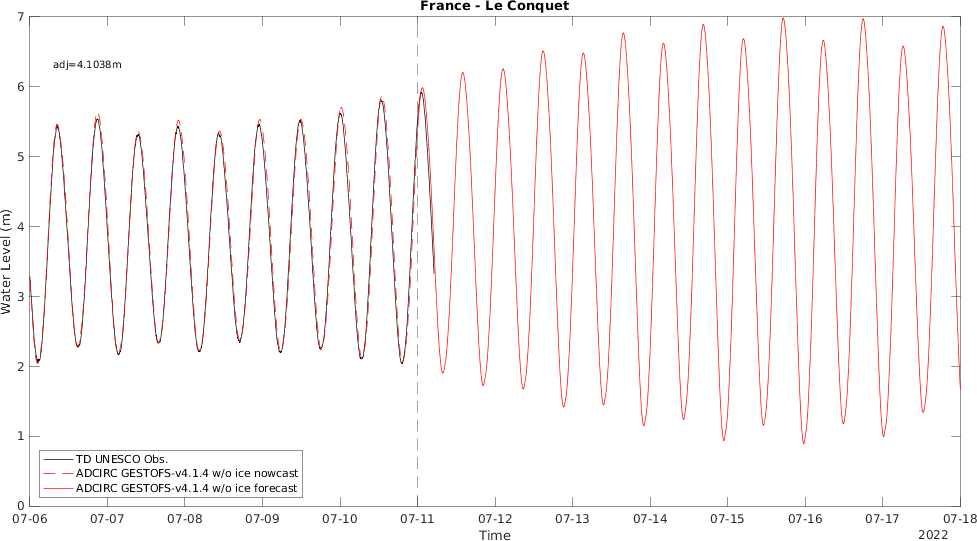 France - Le Conquet
adj=4.1038m
7
6
5
4
3
2
1
0
Water Level (m)
TD UNESCO Obs.
ADCIRC GESTOFS-v4.1.4 w/o ice nowcast
ADCIRC GESTOFS-v4.1.4 w/o ice forecast
07-06 07-07 07-08 07-09 07-10 07-11 07-12 07-13 07-14 07-15 07-16 07-17 07-18
Time
2022